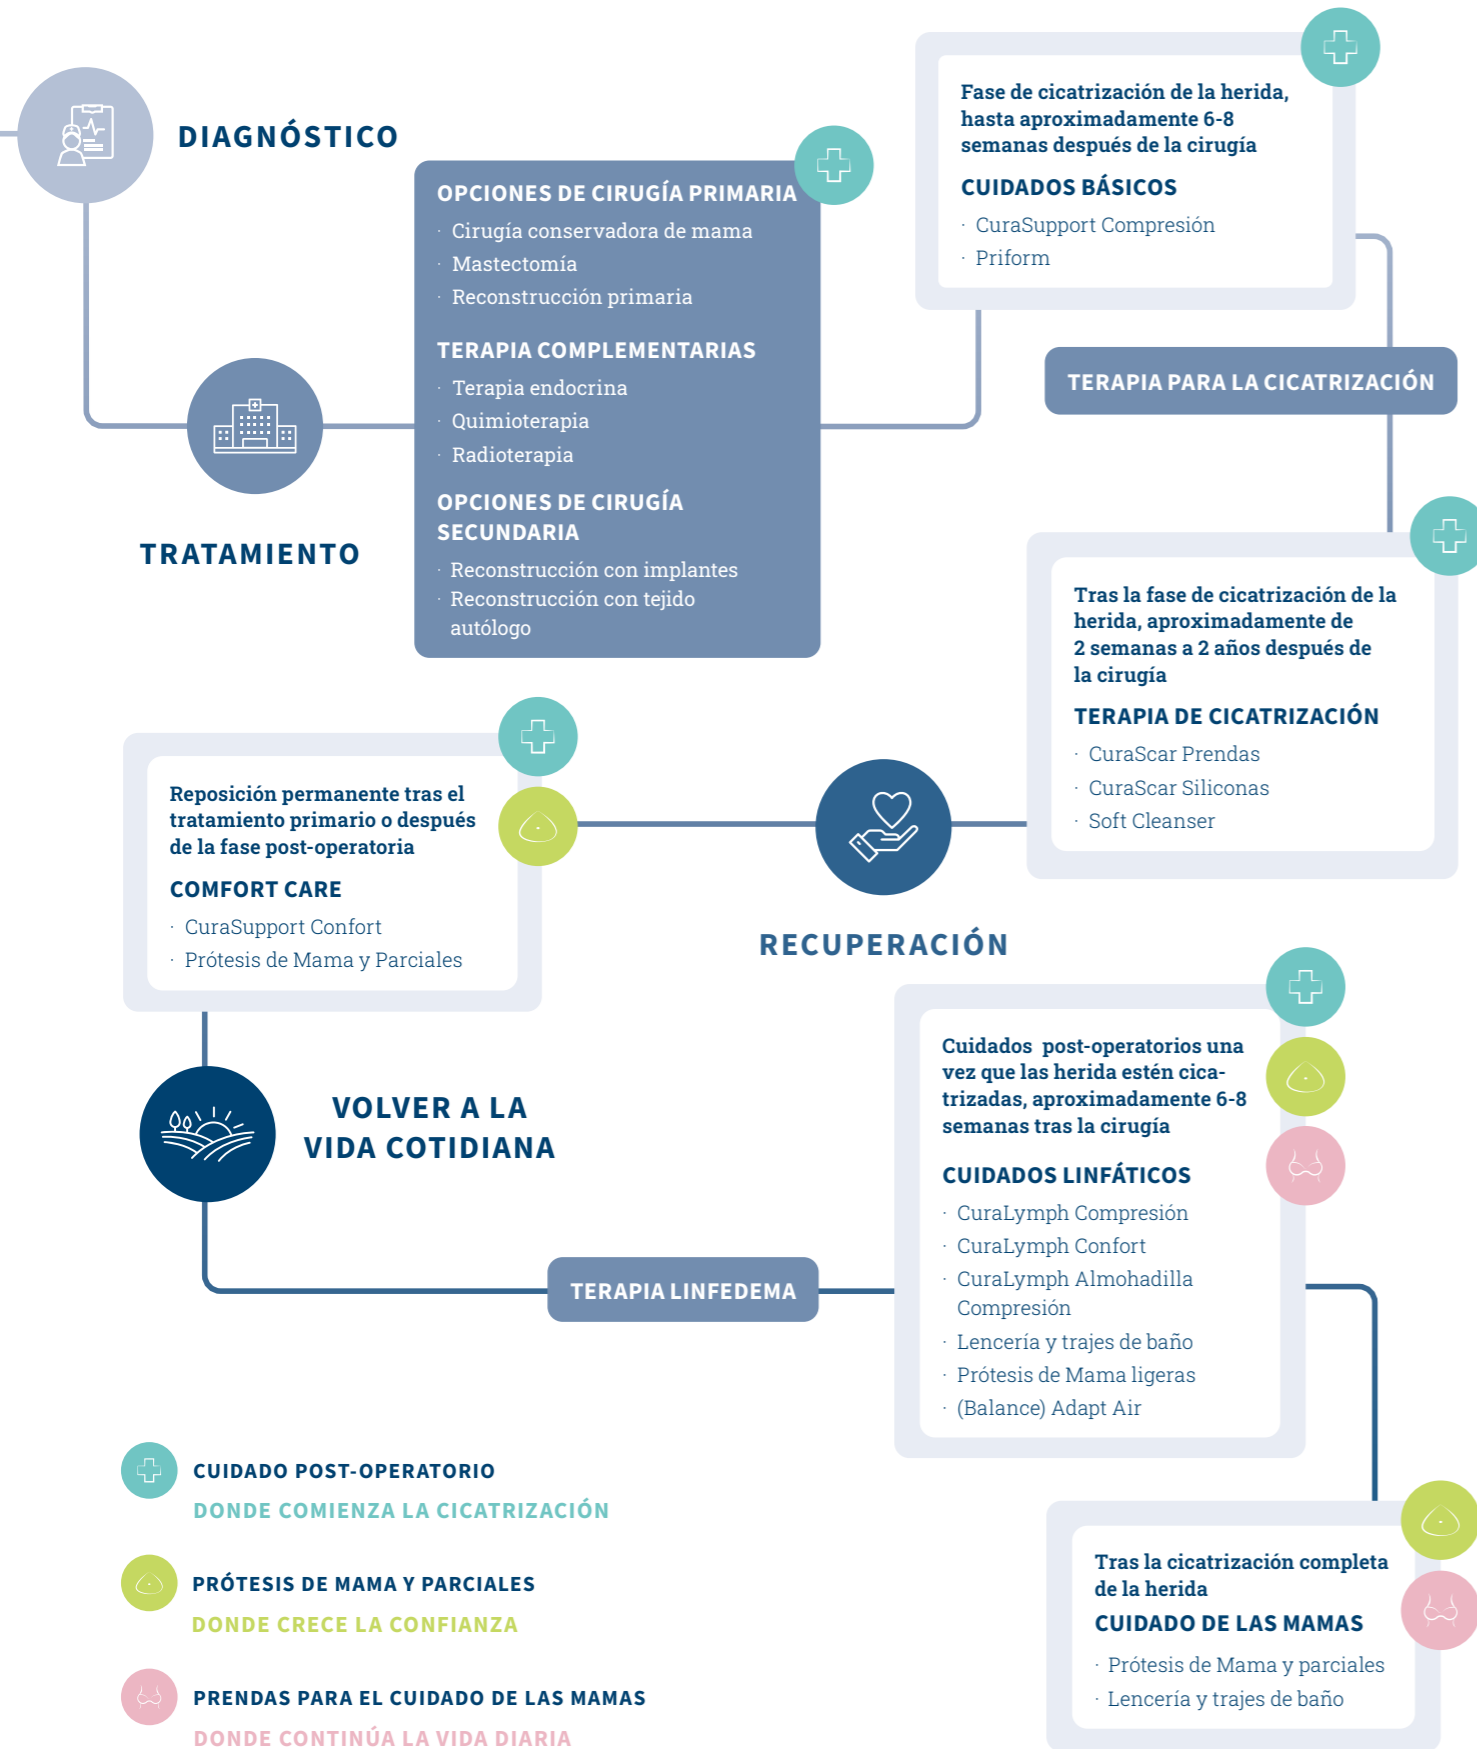 DIAGNÓSTICO
TRATAMIENTO
OPCIONES DE CIRUGÍA PRIMARIA
· Cirugía conservadora de mama
· Mastectomía
· Reconstrucción primaria
TERAPIA COMPLEMENTARIAS
· Terapia endocrina
· Quimioterapia
· Radioterapia
OPCIONES DE CIRUGÍA
SECUNDARIA
· Reconstrucción con implantes
· Reconstrucción con tejido
autólogo
Fase de cicatrización de la herida,
hasta aproximadamente 6-8
semanas después de la cirugía
CUIDADOS BÁSICOS
· CuraSupport Compresión
· Priform
TERAPIA PARA LA CICATRIZACIÓN
Tras la fase de cicatrización de la
herida, aproximadamente de
2 semanas a 2 años después de
la cirugía
TERAPIA DE CICATRIZACIÓN
· CuraScar Prendas
· CuraScar Siliconas
· Soft Cleanser
RECUPERACIÓN
Reposición permanente tras el
tratamiento primario o después
de la fase post-operatoria
COMFORT CARE
· CuraSupport Confort
· Prótesis de Mama y Parciales
VOLVER A LA
VIDA COTIDIANA
TERAPIA LINFEDEMA
Cuidados  post-operatorios una
vez que las herida estén cica-
trizadas, aproximadamente 6-8
semanas tras la cirugía
CUIDADOS LINFÁTICOS
· CuraLymph Compresión
· CuraLymph Confort
· CuraLymph Almohadilla
Compresión
· Lencería y trajes de baño
· Prótesis de Mama ligeras
· (Balance) Adapt Air
Tras la cicatrización completa
de la herida
CUIDADO DE LAS MAMAS
· Prótesis de Mama y parciales
· Lencería y trajes de baño
CUIDADO POST-OPERATORIO
DONDE COMIENZA LA CICATRIZACIÓN
PRÓTESIS DE MAMA Y PARCIALES
DONDE CRECE LA CONFIANZA
PRENDAS PARA EL CUIDADO DE LAS MAMAS
DONDE CONTINÚA LA VIDA DIARIA